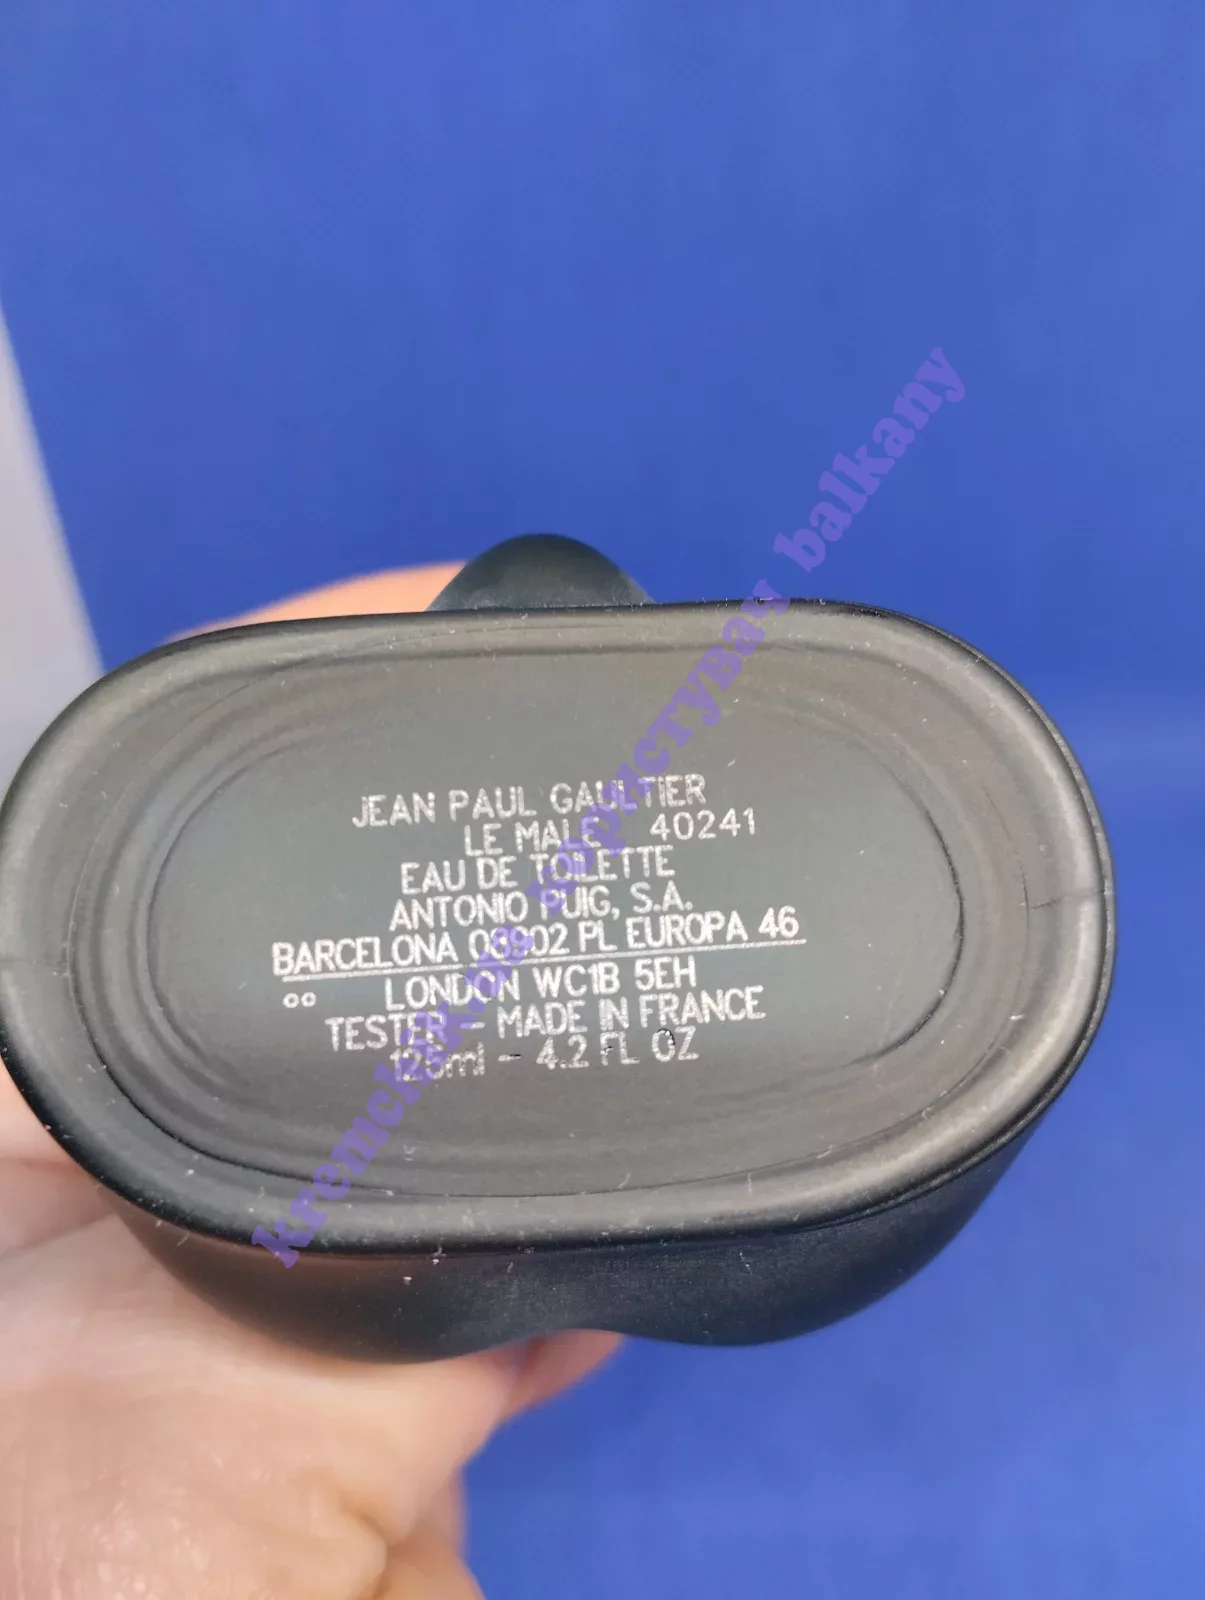 JEAN PAUL GAULTIER
LE MALE 40241
EAU DE TOILETTE
ANTONIO PUIG, S.A.
BARCELONA 08902 PL EUROPA 46
LONDON WC1B 5EH
TESTER - MADE IN FRANCE
125ml - 4.2 FL OZ
користувач balkany